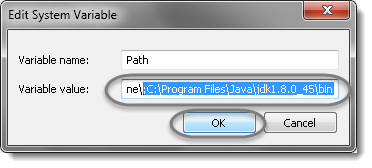 Edit System Variable
Variable name: Path
Variable value: ne\;C:\Program Files\Java\jdk1.8.0_45\bin
OK Cancel